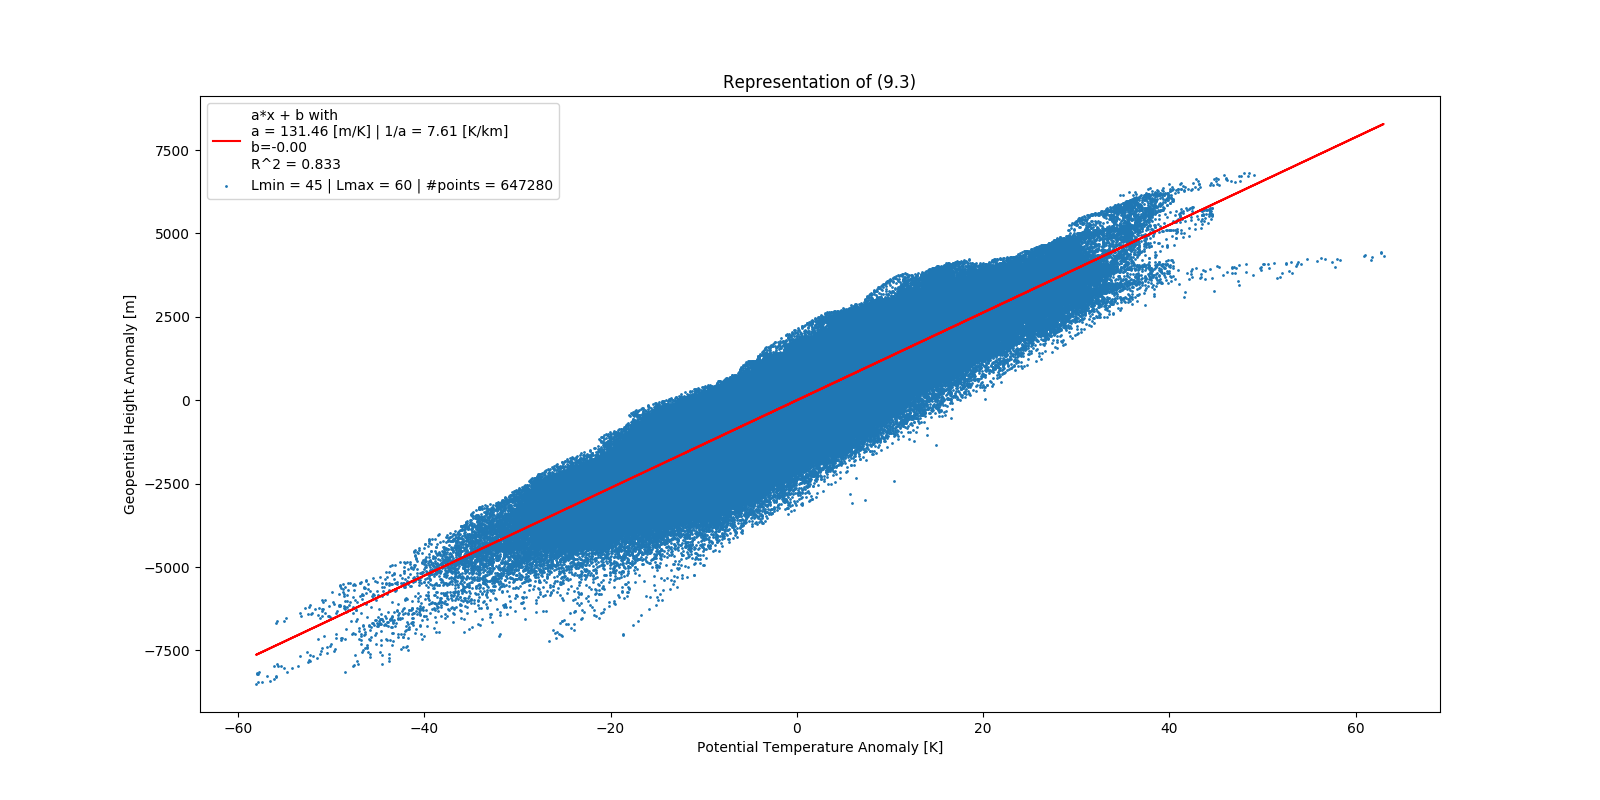 Representation of (9.3)
a*x + b with
a = 131.46 [m/K] | 1/a = 7.61 [K/km]
b=-0.00
R^2 = 0.833
Lmin = 45 | Lmax = 60 | #points = 647280
7500
5000
2500
0
−2500
−5000
−7500
Geopential Height Anomaly [m]
−60
−40
−20
0
20
40
60
Potential Temperature Anomaly [K]